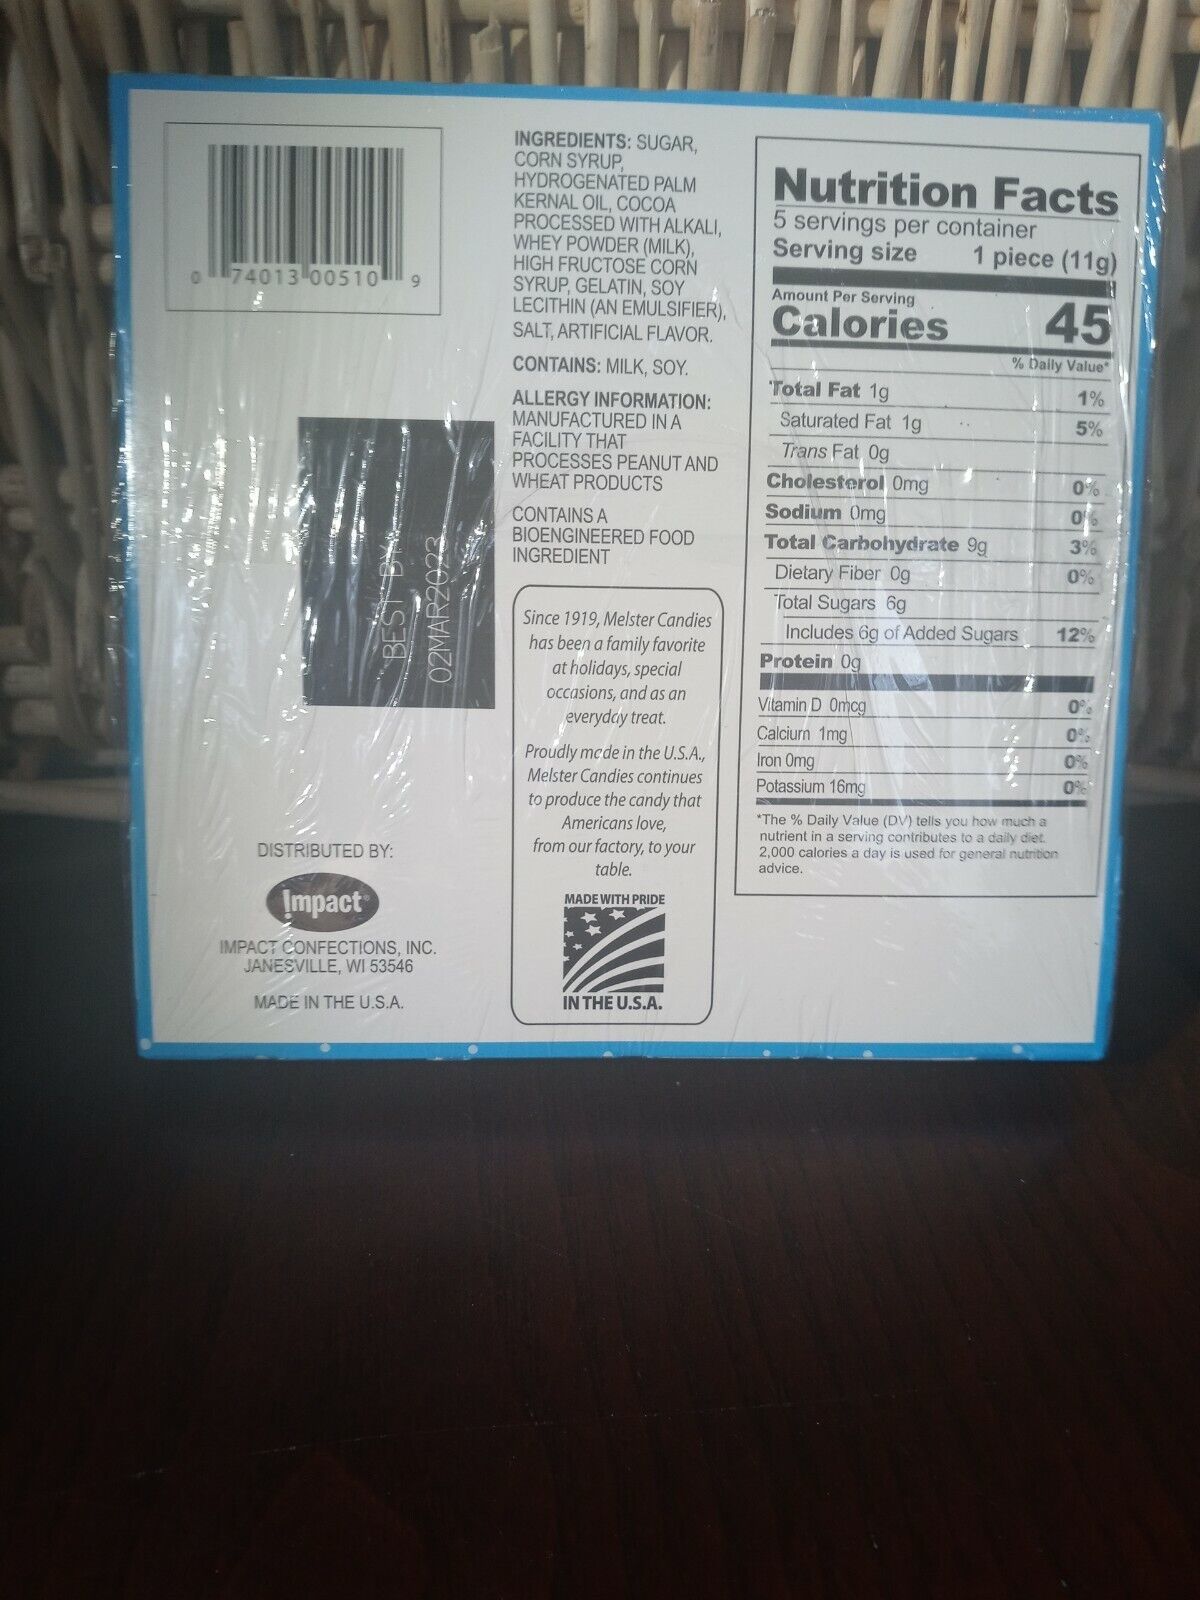 0 74013 00510 9
BEST BY
02MAR2023
DISTRIBUTED BY:
Impact
IMPACT CONFECTIONS, INC.
JANESVILLE, WI 53546
MADE IN THE U.S.A.
INGREDIENTS: SUGAR,
CORN SYRUP,
HYDROGENATED PALM
KERNAL OIL, COCOA
PROCESSED WITH ALKALI,
WHEY POWDER (MILK),
HIGH FRUCTOSE CORN
SYRUP, GELATIN, SOY
LECITHIN (AN EMULSIFIER),
SALT, ARTIFICIAL FLAVOR.
CONTAINS: MILK, SOY.
ALLERGY INFORMATION:
MANUFACTURED IN A
FACILITY THAT
PROCESSES PEANUT AND
WHEAT PRODUCTS
CONTAINS A
BIOENGINEERED FOOD
INGREDIENT
Since 1919, Melster Candies
has been a family favorite
at holidays, special
occasions, and as an
everyday treat.
Proudly made in the U.S.A.,
Melster Candies continues
to produce the candy that
Americans love,
from our factory, to your
table.
MADE WITH PRIDE
IN THE U.S.A.
Nutrition Facts
5 servings per container
Serving size 1 piece (11g)
Amount Per Serving
Calories 45
% Daily Value*
Total Fat 1g 1%
Saturated Fat 1g 5%
Trans Fat 0g
Cholesterol 0mg 0%
Sodium 0mg 0%
Total Carbohydrate 9g 3%
Dietary Fiber 0g 0%
Total Sugars 6g
Includes 6g of Added Sugars 12%
Protein 0g
Vitamin D 0mcg 0%
Calcium 1mg 0%
Iron 0mg 0%
Potassium 16mg 0%
*The % Daily Value (DV) tells you how much a
nutrient in a serving contributes to a daily diet.
2,000 calories a day is used for general nutrition
advice.